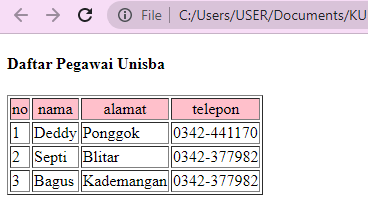 File | C:/Users/USER/Documents/KU
Daftar Pegawai Unisba
no nama alamat telepon
1 Deddy Ponggok 0342-441170
2 Septi Blitar 0342-377982
3 Bagus Kademangan 0342-377982